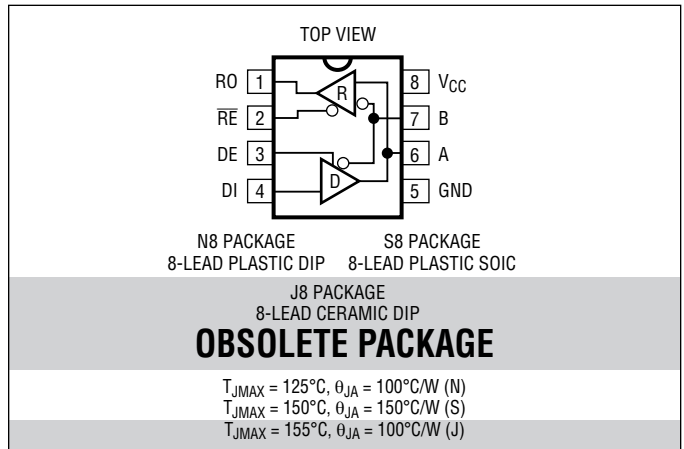 TOP VIEW
RO 1 8 VCC
R
RE 2 7 B
DE 3 6 A
D
DI 4 5 GND
N8 PACKAGE S8 PACKAGE
8-LEAD PLASTIC DIP 8-LEAD PLASTIC SOIC
J8 PACKAGE
8-LEAD CERAMIC DIP
OBSOLETE PACKAGE
TJMAX = 125°C, θJA = 100°C/W (N)
TJMAX = 150°C, θJA = 150°C/W (S)
TJMAX = 155°C, θJA = 100°C/W (J)